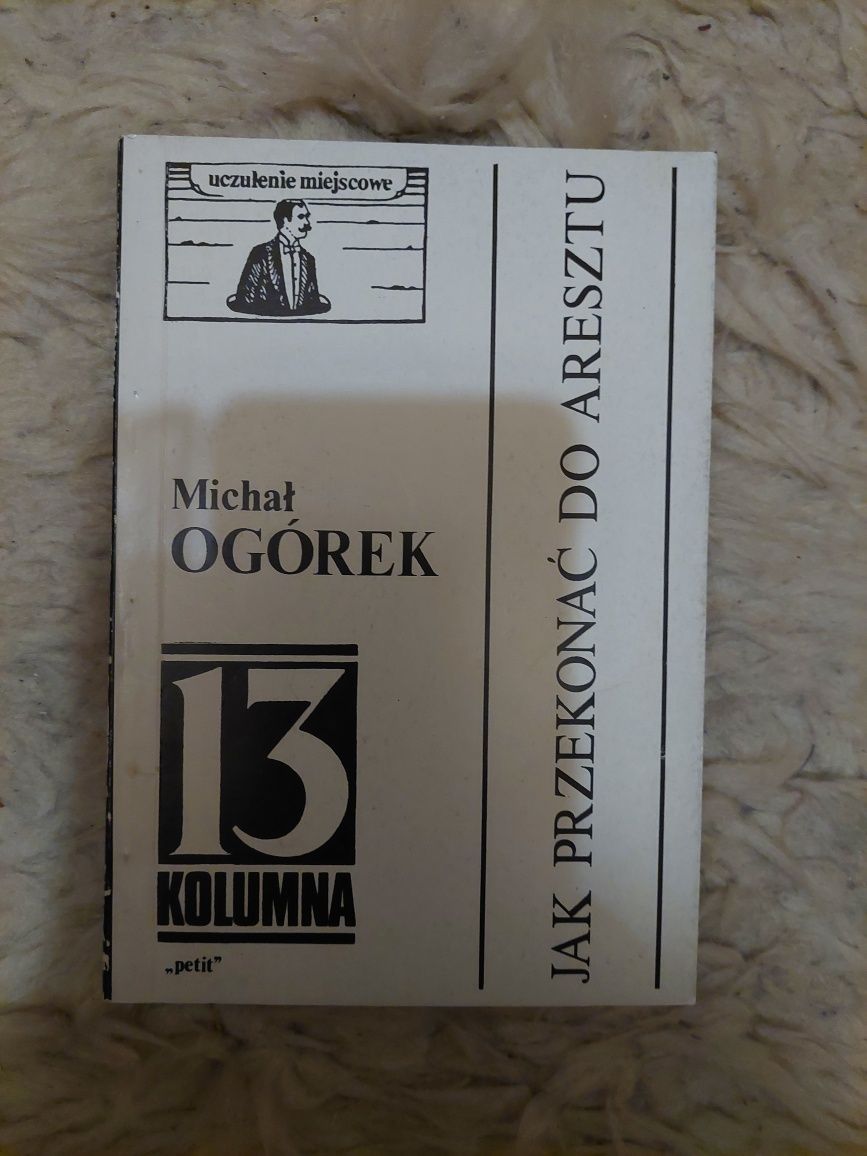 uczulenie miejscowe
Michał
OGÓREK
13
KOLUMNA
„petit”
JAK PRZEKONAĆ DO ARESZTU